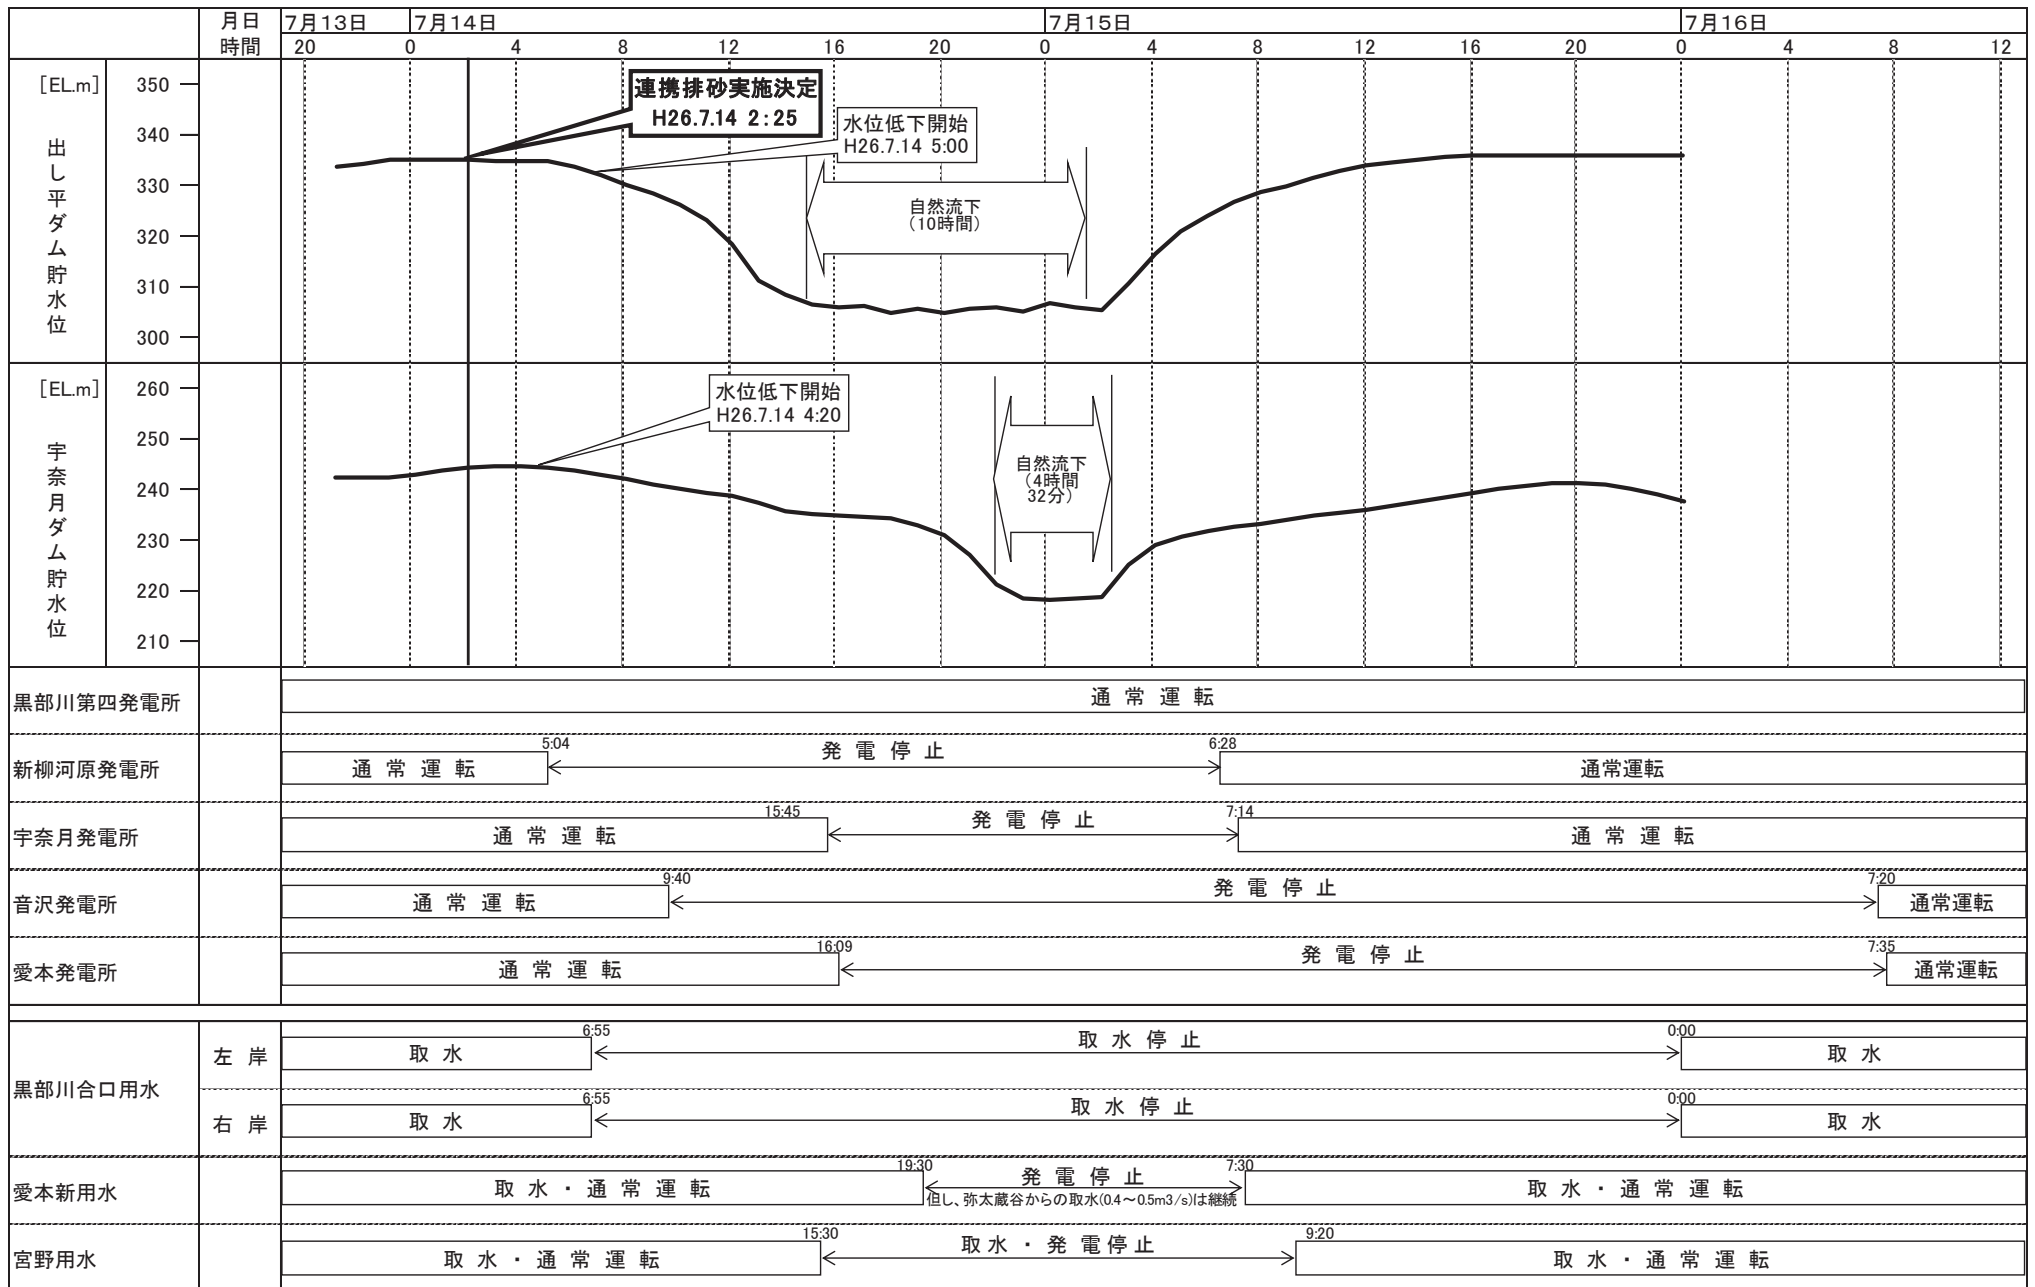 月日 7月13日 7月14日 7月15日 7月16日
時間 20 0 4 8 12 16 20 0 4 8 12 16 20 0 4 8 12
[EL.m]
出し平ダム貯水位
350
340
330
320
310
300
連携排砂実施決定
H26.7.14 2:25
水位低下開始
H26.7.14 5:00
自然流下
(10時間)
[EL.m]
宇奈月ダム貯水位
260
250
240
230
220
210
水位低下開始
H26.7.14 4:20
自然流下
(4時間
32分)
黒部川第四発電所
通常運転
新柳河原発電所
通常運転
5:04
発電停止
6:28
通常運転
宇奈月発電所
通常運転
15:45
発電停止
7:14
通常運転
音沢発電所
通常運転
9:40
発電停止
7:20
通常運転
愛本発電所
通常運転
16:09
発電停止
7:35
通常運転
黒部川合口用水
左岸
取水
6:55
取水停止
0:00
取水
右岸
取水
6:55
取水停止
0:00
取水
愛本新用水
取水・通常運転
19:30
発電停止
但し、弥太蔵谷からの取水(0.4～0.5m3/s)は継続
7:30
取水・通常運転
宮野用水
取水・通常運転
15:30
取水・発電停止
9:20
取水・通常運転